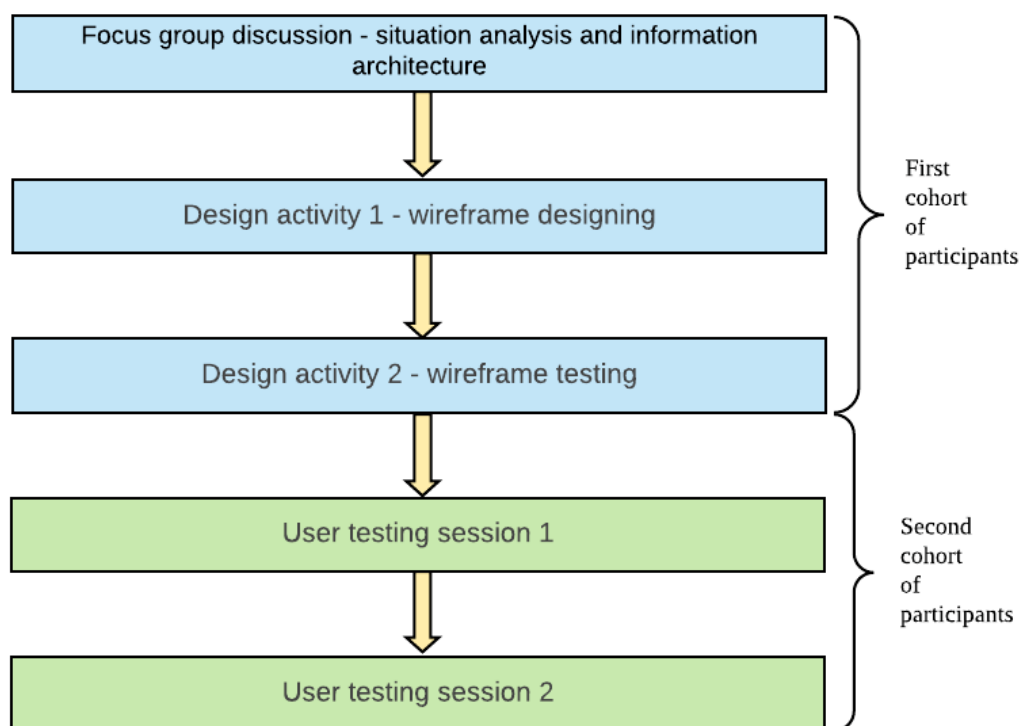 Focus group discussion - situation analysis and information
architecture
Design activity 1 - wireframe designing
Design activity 2 - wireframe testing
First
cohort
of
participants
User testing session 1
User testing session 2
Second
cohort
of
participants